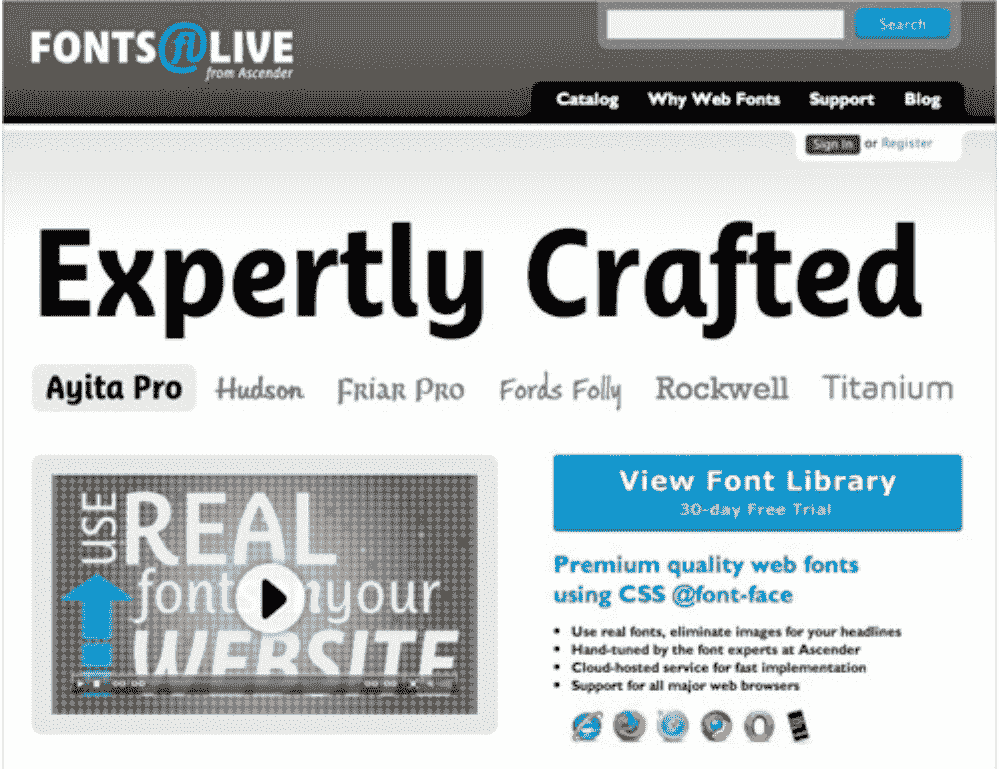 FONTS fi LIVE
from Ascender
Search
Catalog Why Web Fonts Support Blog
Sign In or Register
Expertly Crafted
Ayita Pro Hudson Friar Pro Fords Folly Rockwell Titanium
USE
REAL
font your
WEBSITE
View Font Library
30-day Free Trial
Premium quality web fonts
using CSS @font-face
• Use real fonts, eliminate images for your headlines
• Hand-tuned by the font experts at Ascender
• Cloud-hosted service for fast implementation
• Support for all major web browsers